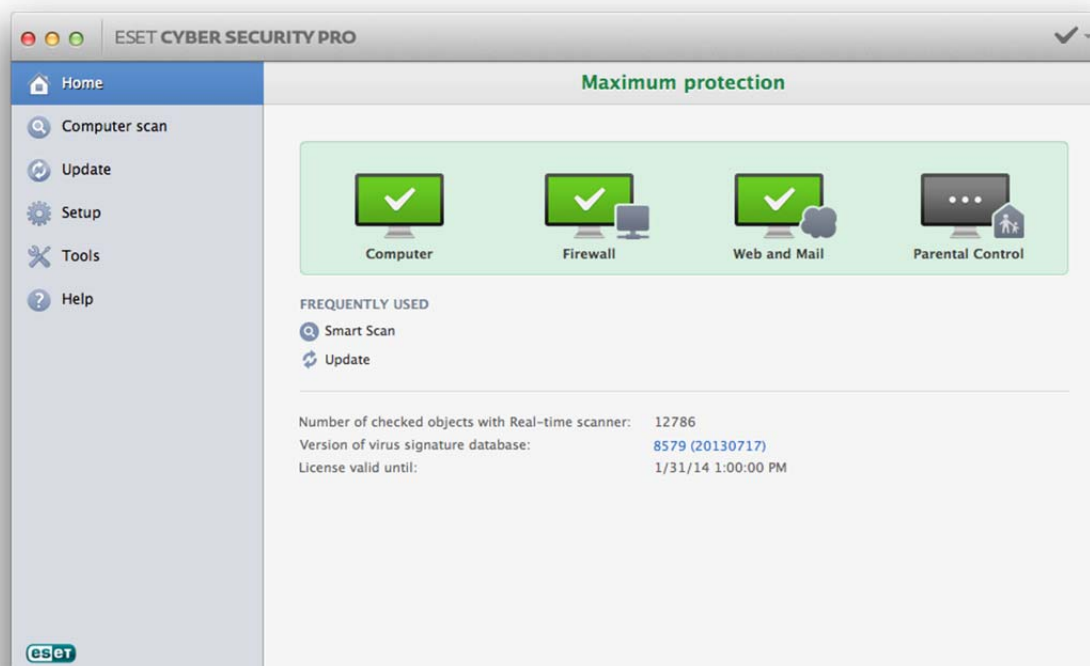 ESET CYBER SECURITY PRO
Home
Computer scan
Update
Setup
Tools
Help
eset
Maximum protection
Computer
Firewall
Web and Mail
Parental Control
FREQUENTLY USED
Smart Scan
Update
Number of checked objects with Real-time scanner: 12786
Version of virus signature database: 8579 (20130717)
License valid until: 1/31/14 1:00:00 PM